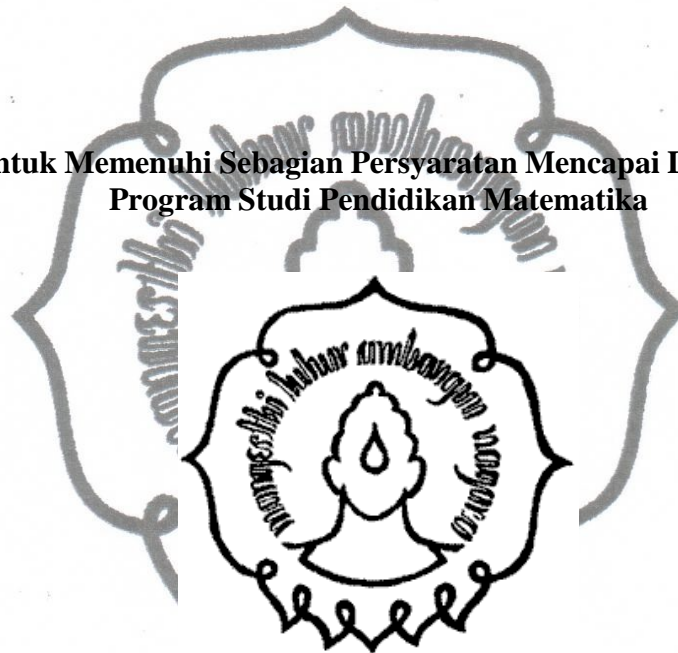 ntuk Memenuhi Sebagian Persyaratan Mencapai
Program Studi Pendidikan Matematika
mangesthi luhur ambangun nagara